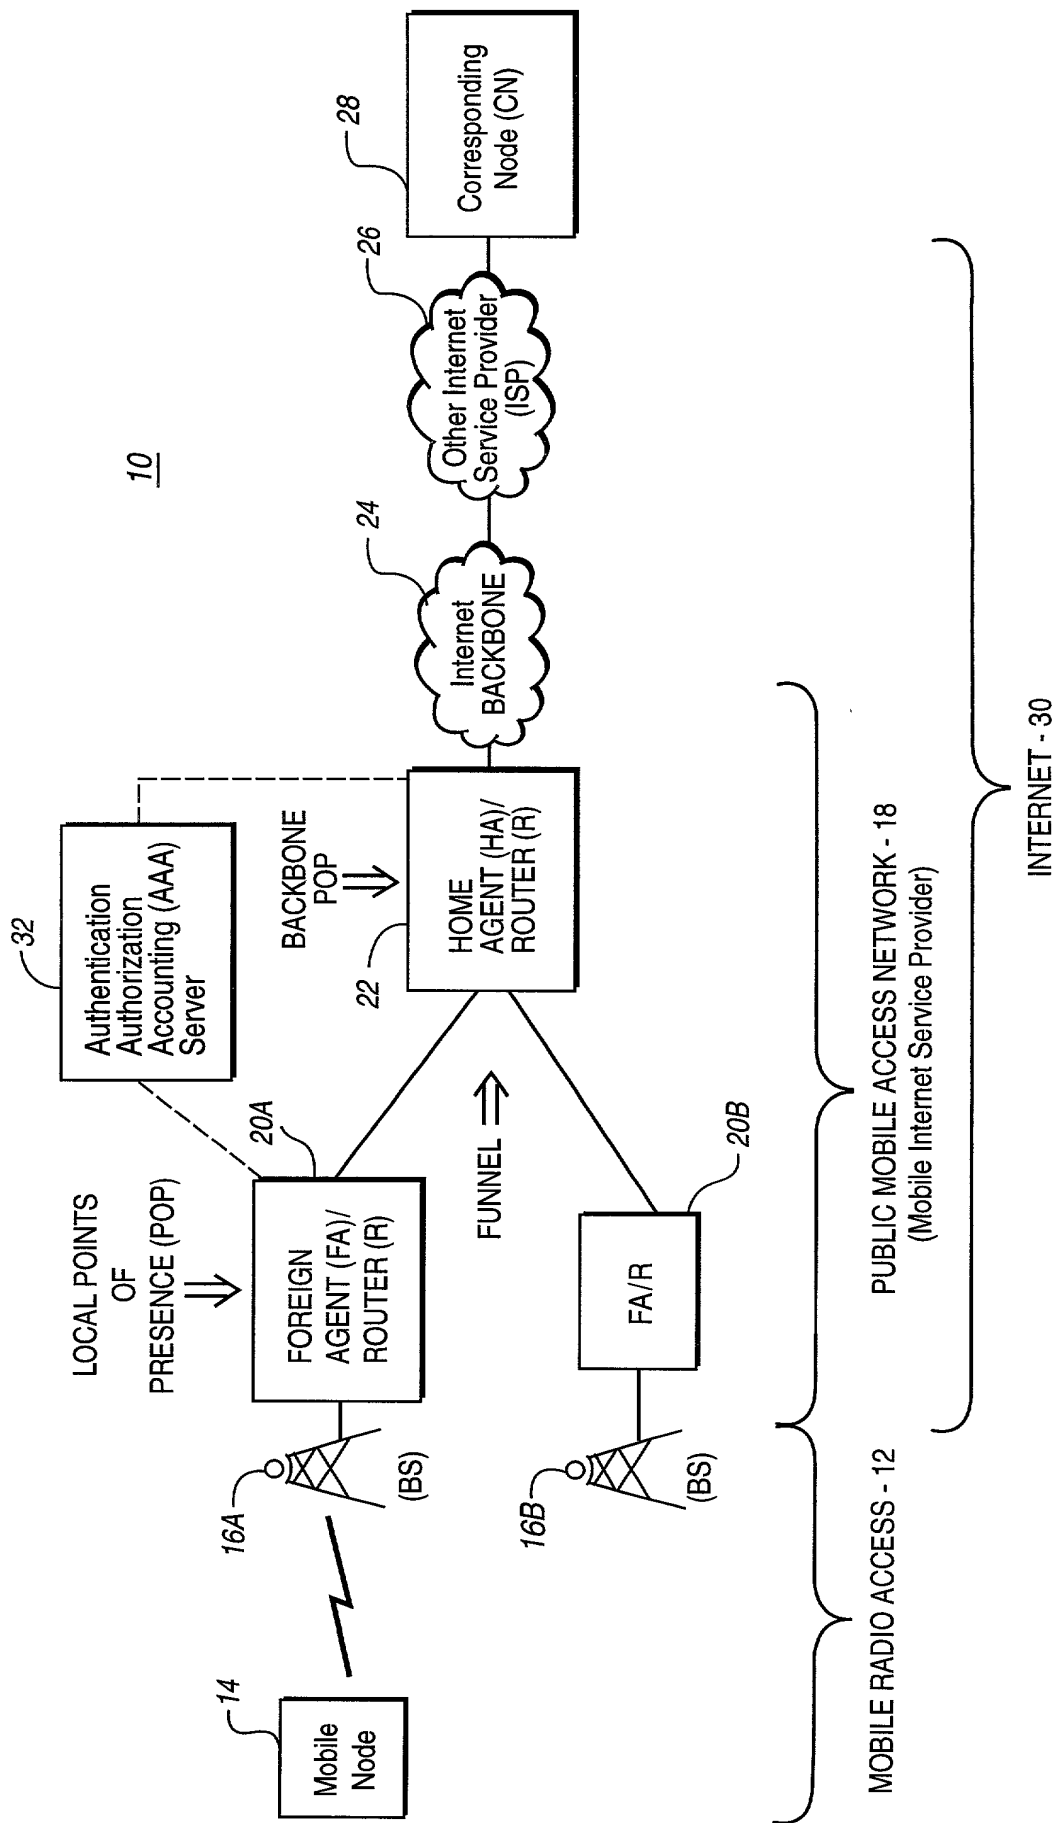 10
32
Authentication
Authorization
Accounting (AAA)
Server
LOCAL POINTS
OF
PRESENCE (POP)
BACKBONE
POP
14
Mobile
Node
16A
(BS)
20A
FOREIGN
AGENT (FA)/
ROUTER (R)
22
HOME
AGENT (HA)/
ROUTER (R)
24
Internet
BACKBONE
26
Other Internet
Service Provider
(ISP)
28
Corresponding
Node (CN)
FUNNEL
16B
(BS)
FA/R
20B
MOBILE RADIO ACCESS - 12
PUBLIC MOBILE ACCESS NETWORK - 18
(Mobile Internet Service Provider)
INTERNET - 30